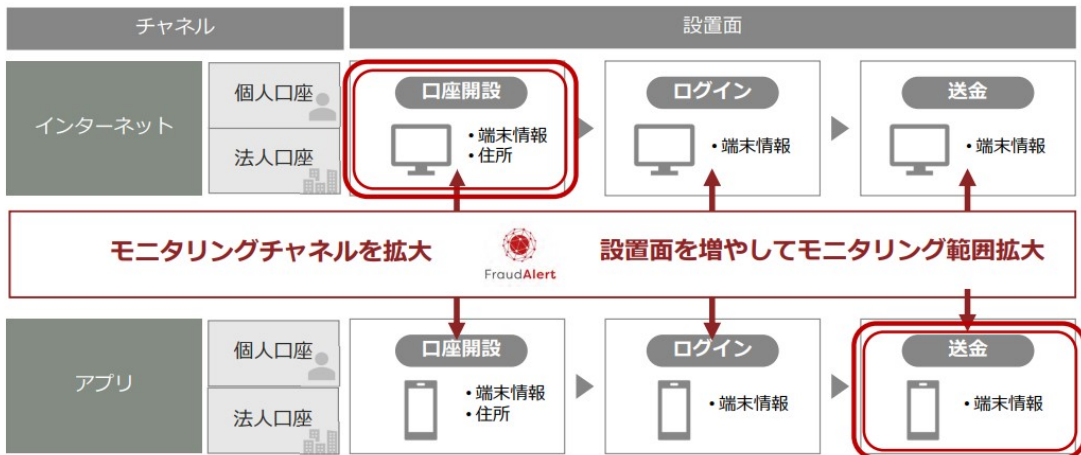 チャネル
設置面
インターネット
個人口座
法人口座
口座開設
・端末情報
・住所
ログイン
・端末情報
送金
・端末情報
モニタリングチャネルを拡大
FraudAlert
設置面を増やしてモニタリング範囲拡大
アプリ
個人口座
法人口座
口座開設
・端末情報
・住所
ログイン
・端末情報
送金
・端末情報